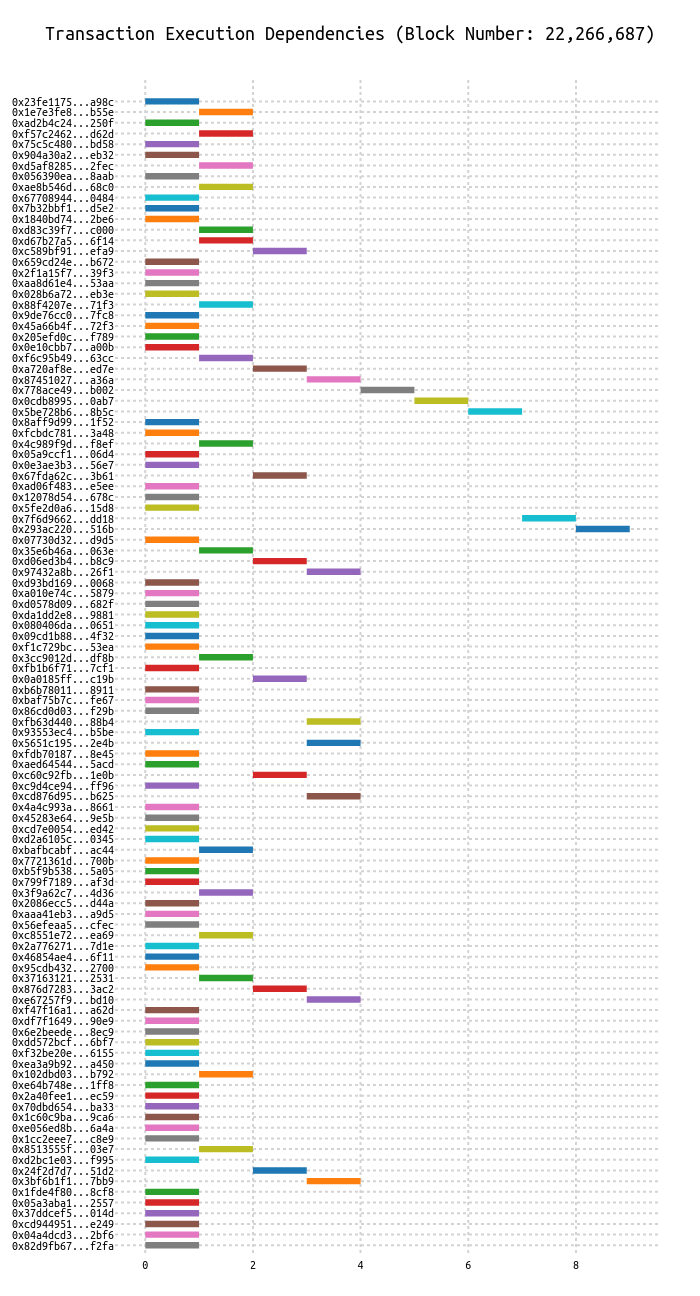 Transaction Execution Dependencies (Block Number: 22,266,687)
0x23fe1175...a98c
0x1e7e3fe8...b55e
0xad2b4c24...250f
0xf57c2462...d62d
0x75c5c480...bd58
0x904a30a2...eb32
0xd5af8285...2fec
0x056390ea...8aab
0xae8b546d...68c0
0x67708944...0484
0x7b32bbf1...d5e2
0x1840bd74...2be6
0xd83c39f7...c000
0xd67b27a5...6f14
0xc589bf91...efa9
0x659cd24e...b672
0x2f1a15f7...39f3
0xaa8d61e4...53aa
0x028b6a72...eb3e
0x88f4207e...71f3
0x9de76cc0...7fc8
0x45a66b4f...72f3
0x205efd0c...f789
0x0e10cbb7...a00b
0xf6c95b49...63cc
0xa720af8e...ed7e
0x87451027...a36a
0x778ace49...b002
0x0cdb8995...0ab7
0x5be728b6...8b5c
0x8aff9d99...1f52
0xfcbdc781...3a48
0x4c989f9d...f8ef
0x05a9ccf1...06d4
0x0e3ae3b3...56e7
0x67fda62c...3b61
0xad06f483...e5ee
0x12078d54...678c
0x5fe2d0a6...15d8
0x7f6d9662...dd18
0x293ac220...516b
0x07730d32...d9d5
0x35e6b46a...063e
0xd06ed3b4...b8c9
0x97432a8b...26f1
0xd93bd169...0068
0xa010e74c...5879
0xd0578d09...682f
0xda1dd2e8...9881
0x080406da...0651
0x09cd1b88...4f32
0xf1c729bc...53ea
0x3cc9012d...df8b
0xfb1b6f71...7cf1
0x0a0185ff...c19b
0xb6b78011...8911
0xbaf75b7c...fe67
0x86cd0d03...f29b
0xfb63d440...88b4
0x93553ec4...b5be
0x5651c195...2e4b
0xfdb70187...8e45
0xaed64544...5acd
0xc60c92fb...1e0b
0xc9d4ce94...ff96
0xcd876d95...b625
0x4a4c993a...8661
0x45283e64...9e5b
0xcd7e0054...ed42
0xd2a6105c...0345
0xbafbcabf...ac44
0x7721361d...700b
0xb5f9b538...5a05
0x799f7189...af3d
0x3f9a62c7...4d36
0x2086ecc5...d44a
0xaaa41eb3...a9d5
0x56efeaa5...cfec
0xc8551e72...ea69
0x2a776271...7d1e
0x46854ae4...6f11
0x95cdb432...2700
0x37163121...2531
0x876d7283...3ac2
0xe67257f9...bd10
0xf47f16a1...a62d
0xdf7f1649...90e9
0x6e2beede...8ec9
0xdd572bcf...6bf7
0xf32be20e...6155
0xea3a9b92...a450
0x102dbd03...b792
0xe64b748e...1ff8
0x2a40fee1...ec59
0x70dbd654...ba33
0x1c60c9ba...9ca6
0xe056ed8b...6a4a
0x1cc2eee7...c8e9
0x8513555f...03e7
0xd2bc1e03...f995
0x24f2d7d7...51d2
0x3bf6b1f1...7bb9
0x1fde4f80...8cf8
0x05a3aba1...2557
0x37ddcef5...014d
0xcd944951...e249
0x04a4dcd3...2bf6
0x82d9fb67...f2fa
0 2 4 6 8